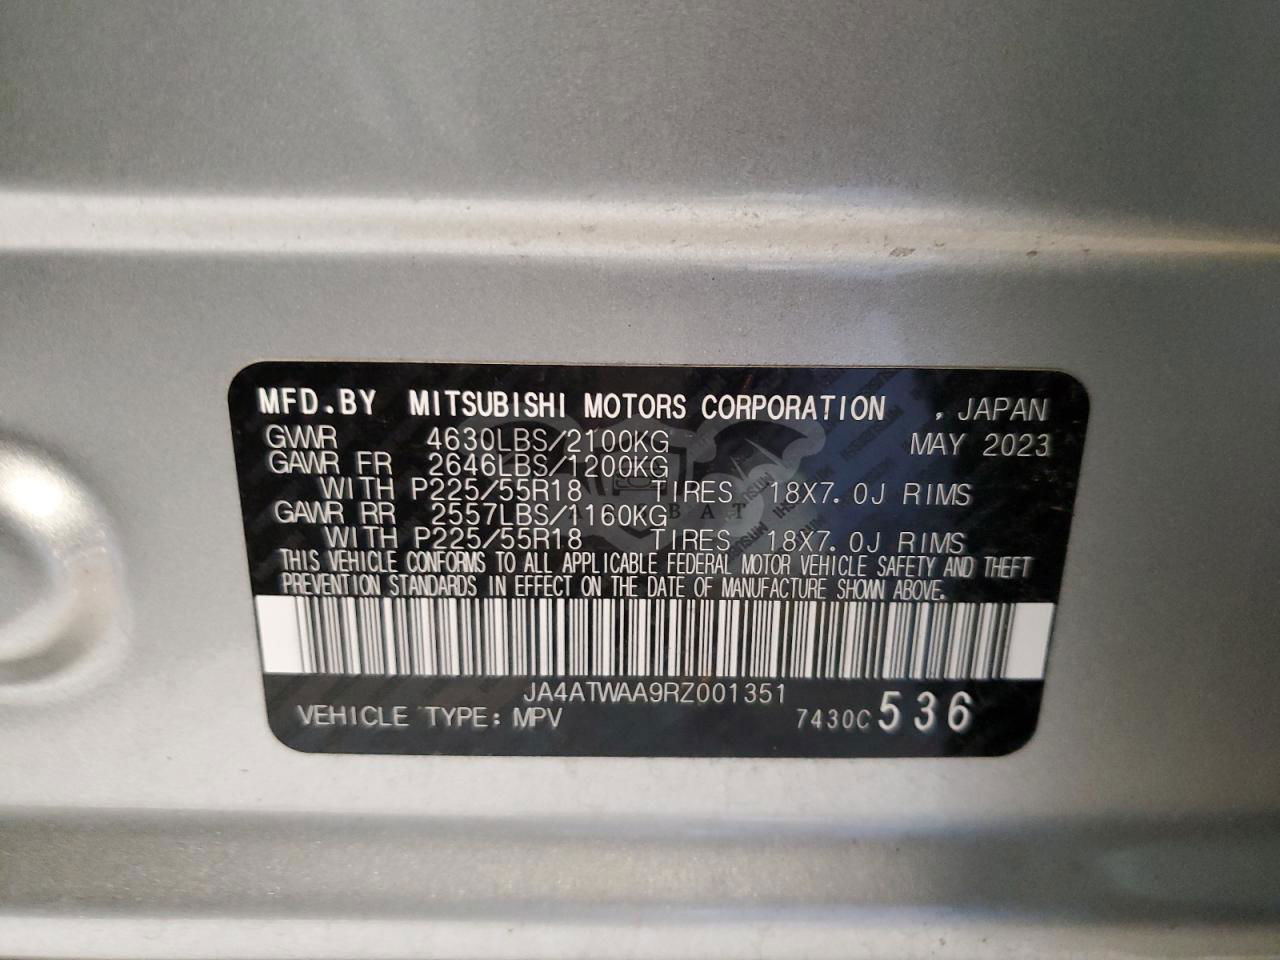 MFD.BY MITSUBISHI MOTORS CORPORATION , JAPAN
GVWR 4630LBS/2100KG MAY 2023
GAWR FR 2646LBS/1200KG
WITH P225/55R18 TIRES 18X7.0J RIMS
GAWR RR 2557LBS/1160KG
WITH P225/55R18 TIRES 18X7.0J RIMS
THIS VEHICLE CONFORMS TO ALL APPLICABLE FEDERAL MOTOR VEHICLE SAFETY AND THEFT
PREVENTION STANDARDS IN EFFECT ON THE DATE OF MANUFACTURE SHOWN ABOVE.
JA4ATWAA9RZ001351
VEHICLE TYPE: MPV 7430C 536